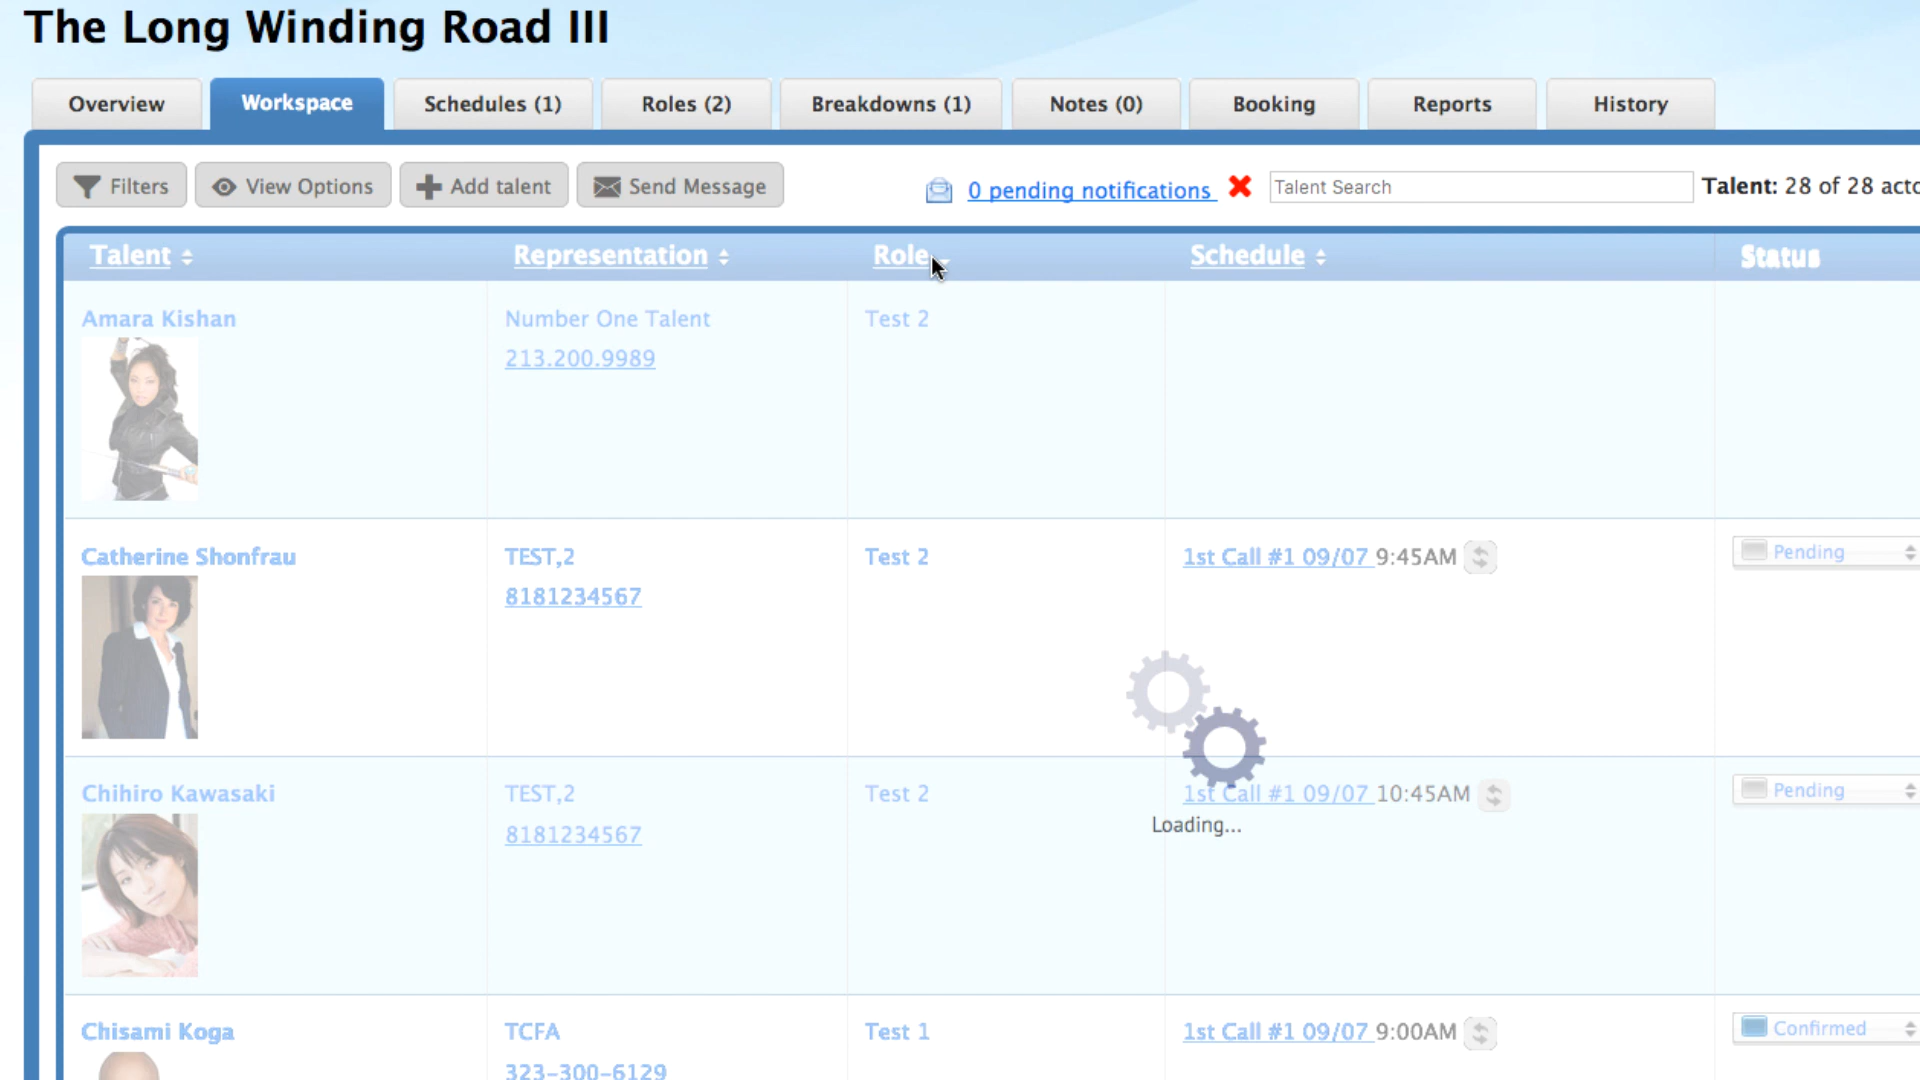 The Long Winding Road III
Overview
Workspace
Schedules (1)
Roles (2)
Breakdowns (1)
Notes (0)
Booking
Reports
History
Filters
View Options
Add talent
Send Message
0 pending notifications
Talent Search
Talent: 28 of 28
Talent
Representation
Role
Schedule
Status
Amara Kishan
Number One Talent
213.200.9989
Test 2
Catherine Shonfrau
TEST,2
8181234567
Test 2
1st Call #1 09/07 9:45AM
Pending
Chihiro Kawasaki
TEST,2
8181234567
Test 2
1st Call #1 09/07 10:45AM
Pending
Loading...
Chisami Koga
TCFA
323-300-6129
Test 1
1st Call #1 09/07 9:00AM
Confirmed